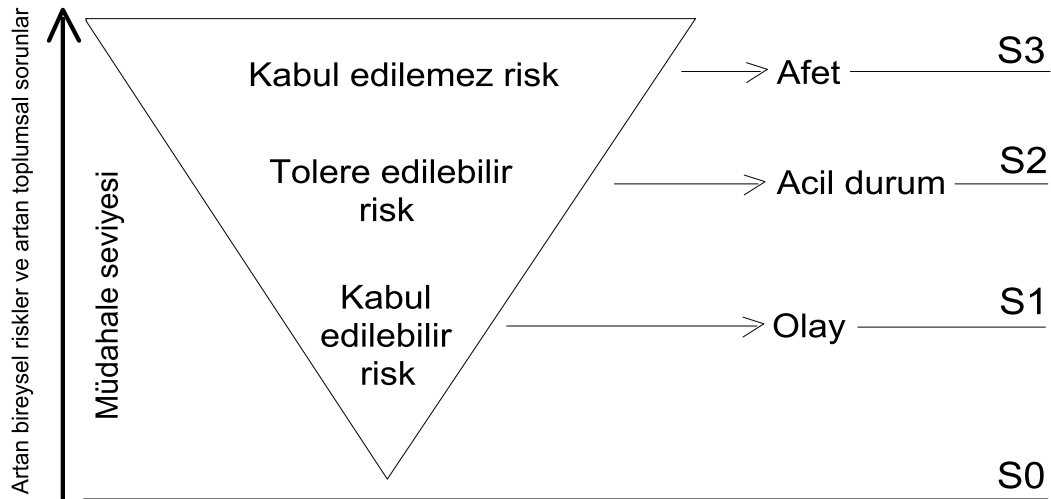 Artan bireysel riskler ve artan toplumsal sorunlar
Müdahale seviyesi
Kabul edilemez risk
Afet
S3
Tolere edilebilir
risk
Acil durum
S2
Kabul
edilebilir
risk
Olay
S1
S0